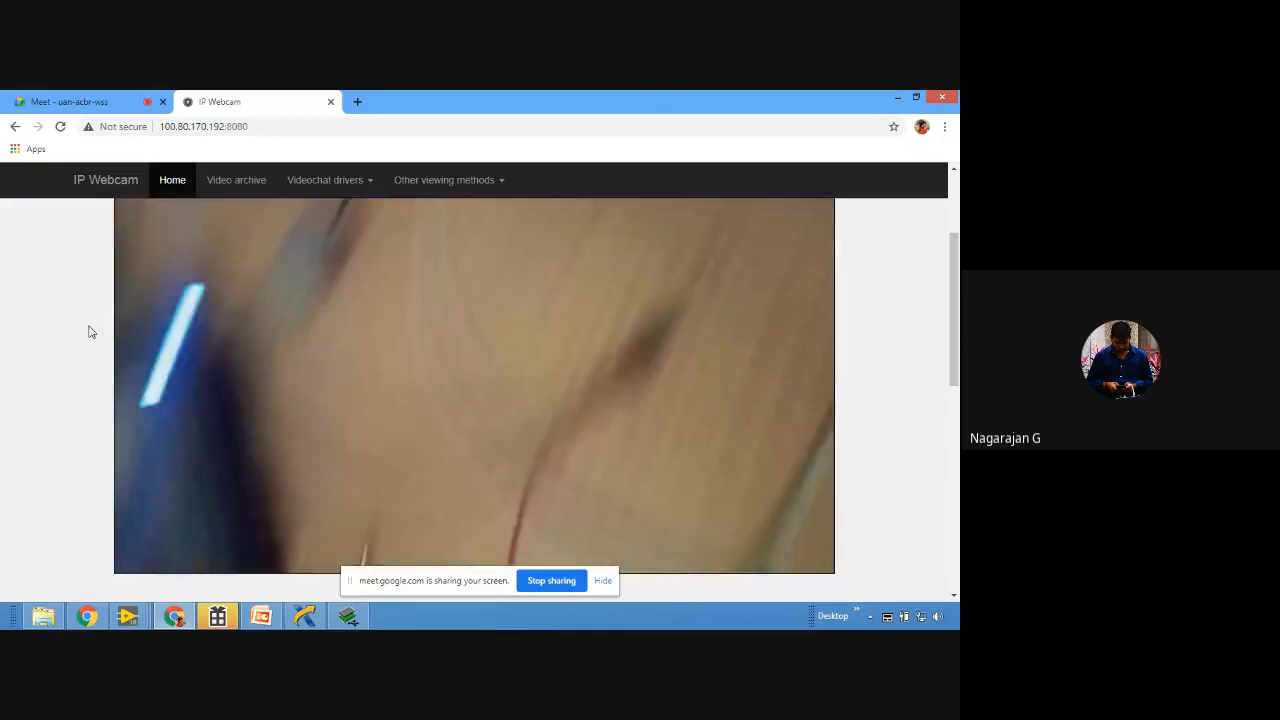 Meet - uan-acbr-wss
IP Webcam
Not secure
100.80.170.192:8080
Apps
IP Webcam
Home
Video archive
Videochat drivers
Other viewing methods
Nagarajan G
meet.google.com is sharing your screen.
Stop sharing
Hide
Desktop